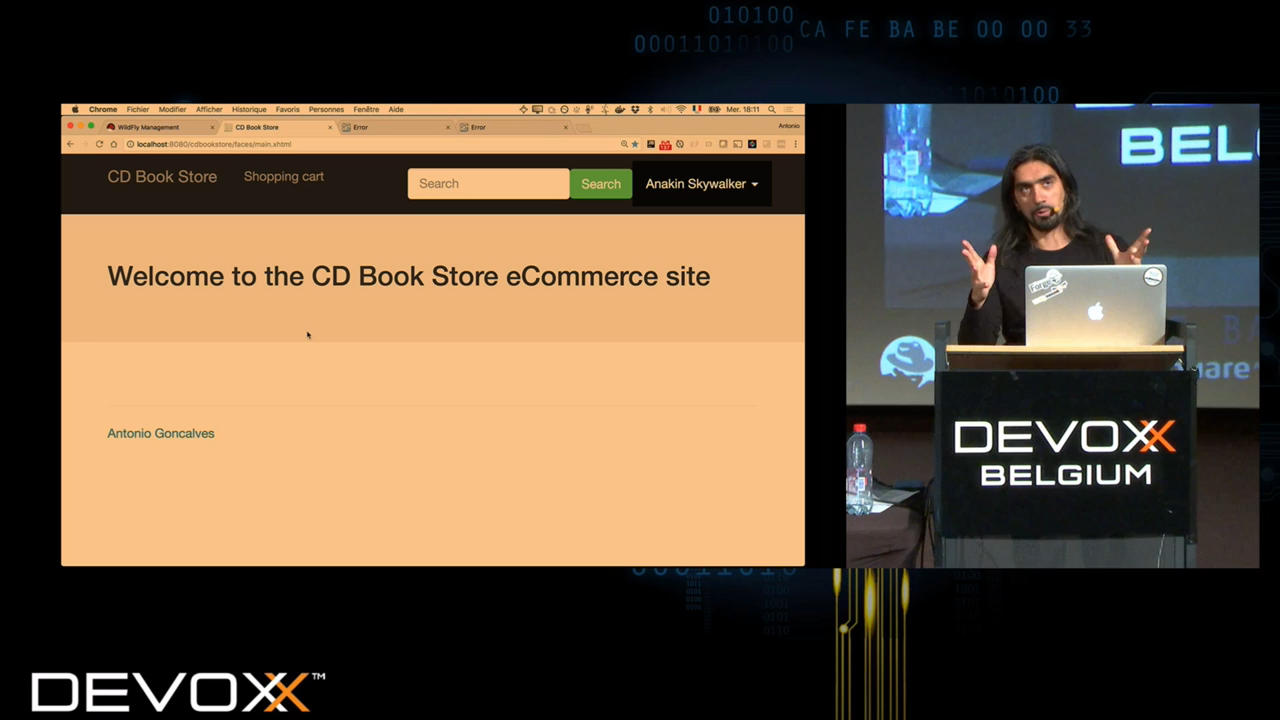 010100
00011010100
CA FE BA BE 00 00 33
1010100
Chrome Fichier Modifier Afficher Historique Favoris Personnes Fenêtre Aide Mer. 18:11
WildFly Management CD Book Store Error Error Antonio
localhost:8080/cdbookstore/faces/main.xhtml
CD Book Store Shopping cart Search Search Anakin Skywalker
Welcome to the CD Book Store eCommerce site
Antonio Goncalves
BEL
Forge
DEVOXX
BELGIUM
00011010
DEVOXX™